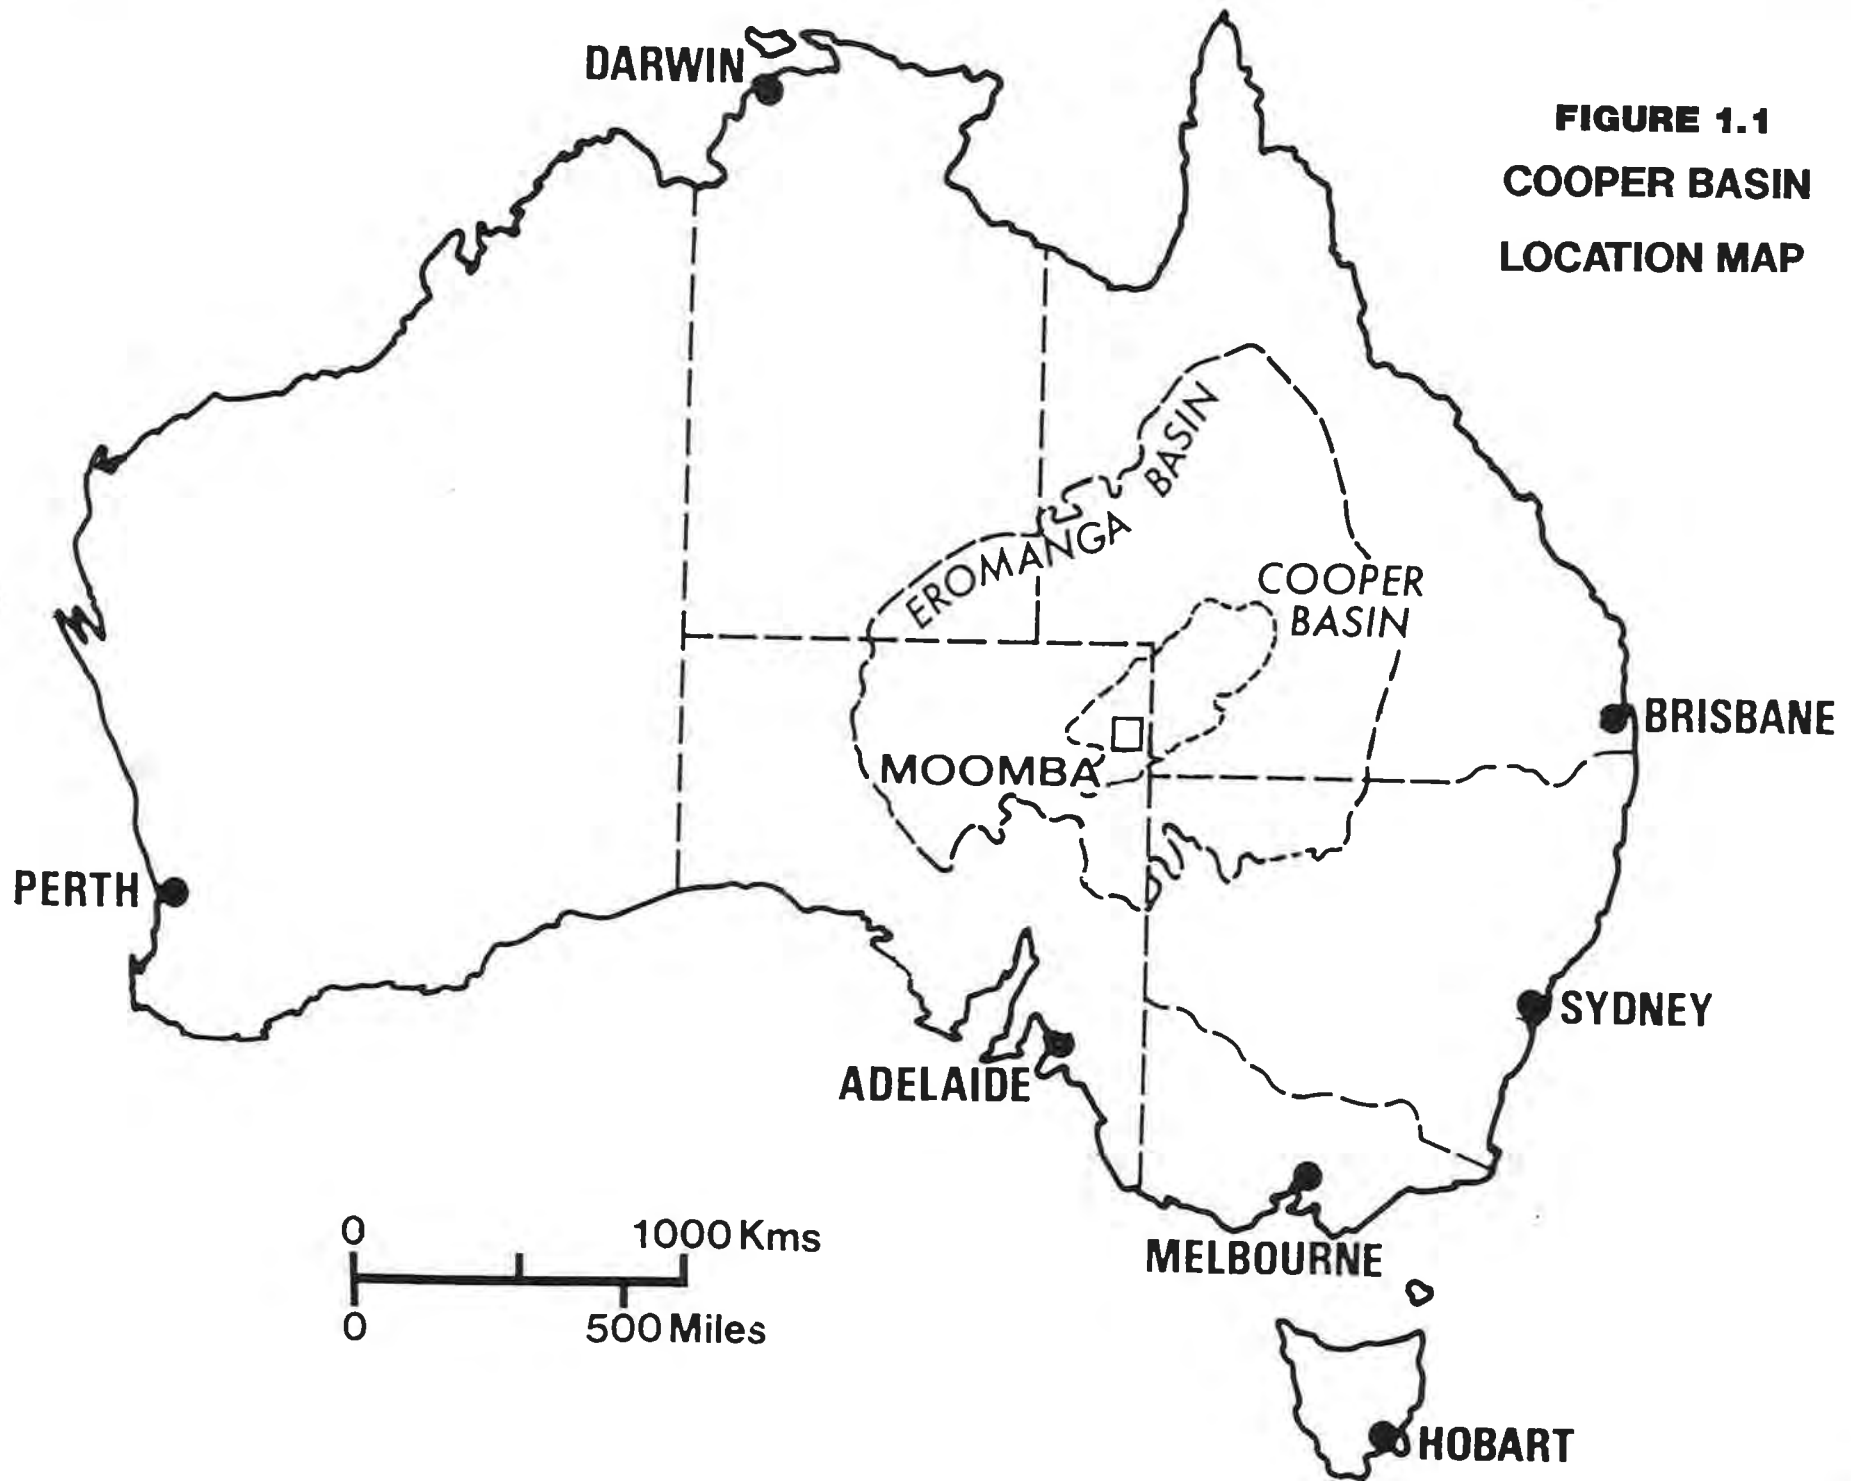 FIGURE 1.1
COOPER BASIN
LOCATION MAP
DARWIN
EROMANGA BASIN
COOPER
BASIN
BRISBANE
MOOMBA
PERTH
SYDNEY
ADELAIDE
MELBOURNE
HOBART
0 1000 Kms
0 500 Miles